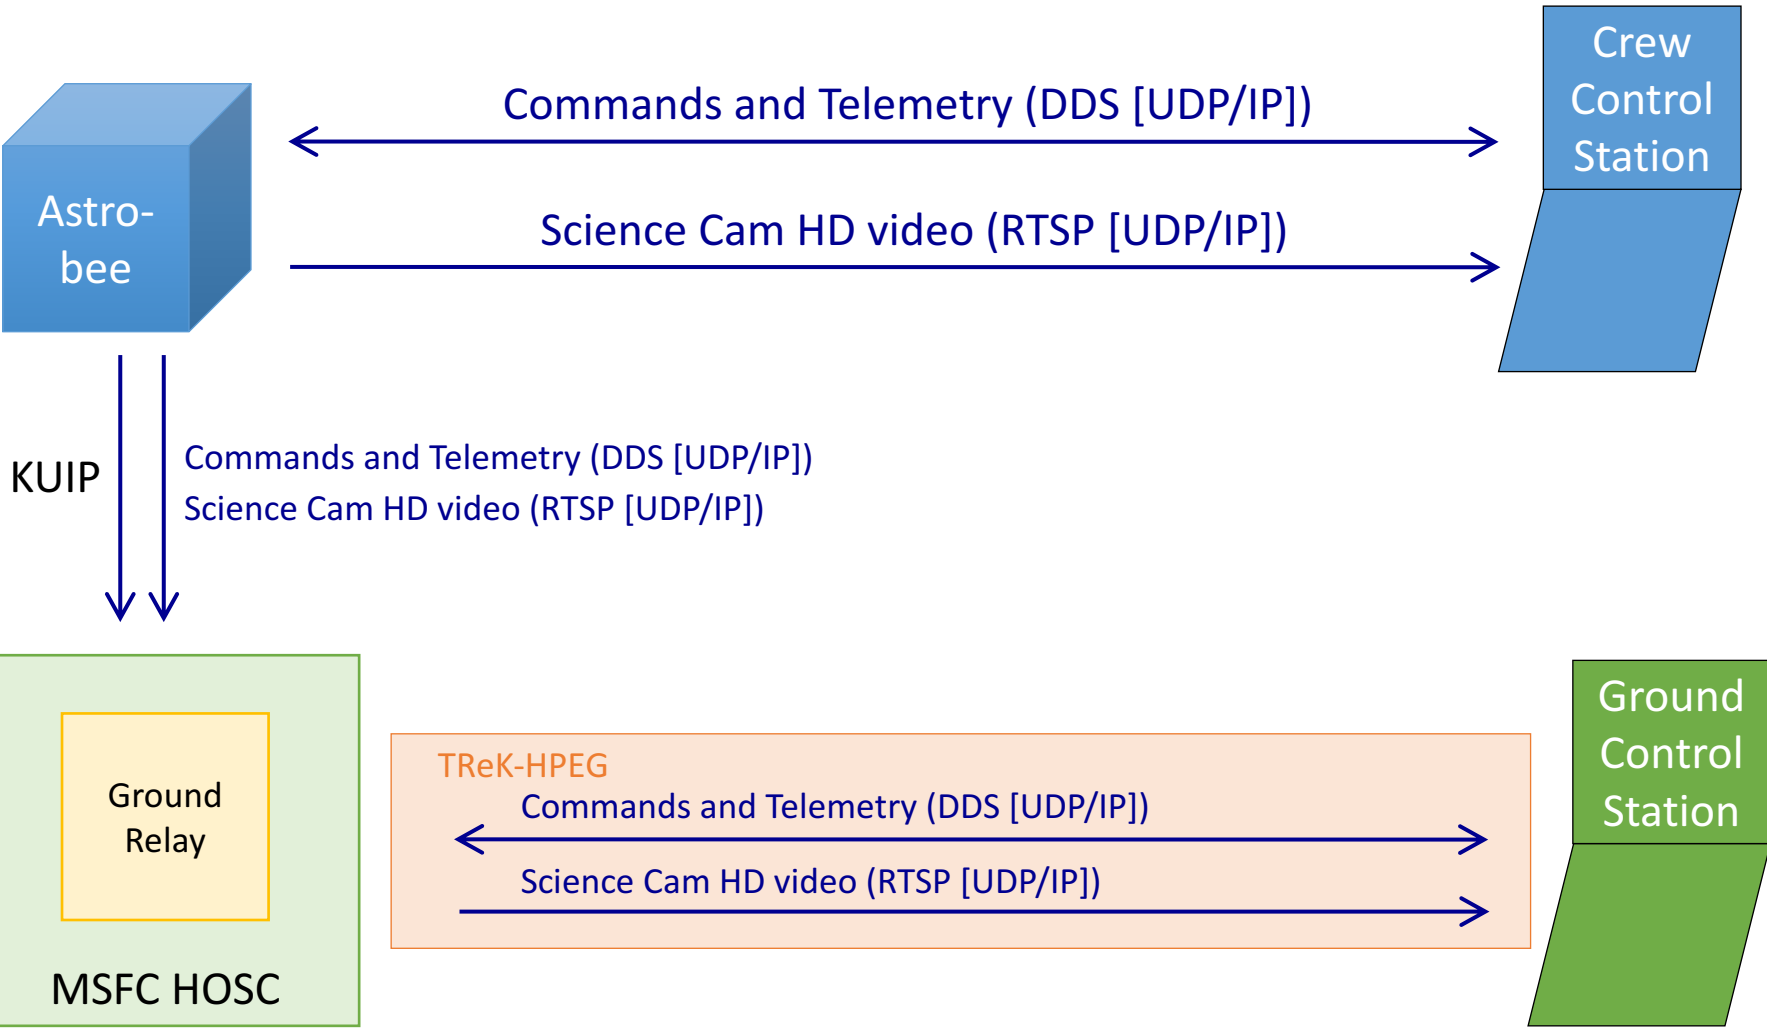 Crew
Control
Station
Commands and Telemetry (DDS [UDP/IP])
Astro-
bee
Science Cam HD video (RTSP [UDP/IP])
KUIP
Commands and Telemetry (DDS [UDP/IP])
Science Cam HD video (RTSP [UDP/IP])
Ground
Relay
MSFC HOSC
TReK-HPEG
Commands and Telemetry (DDS [UDP/IP])
Science Cam HD video (RTSP [UDP/IP])
Ground
Control
Station